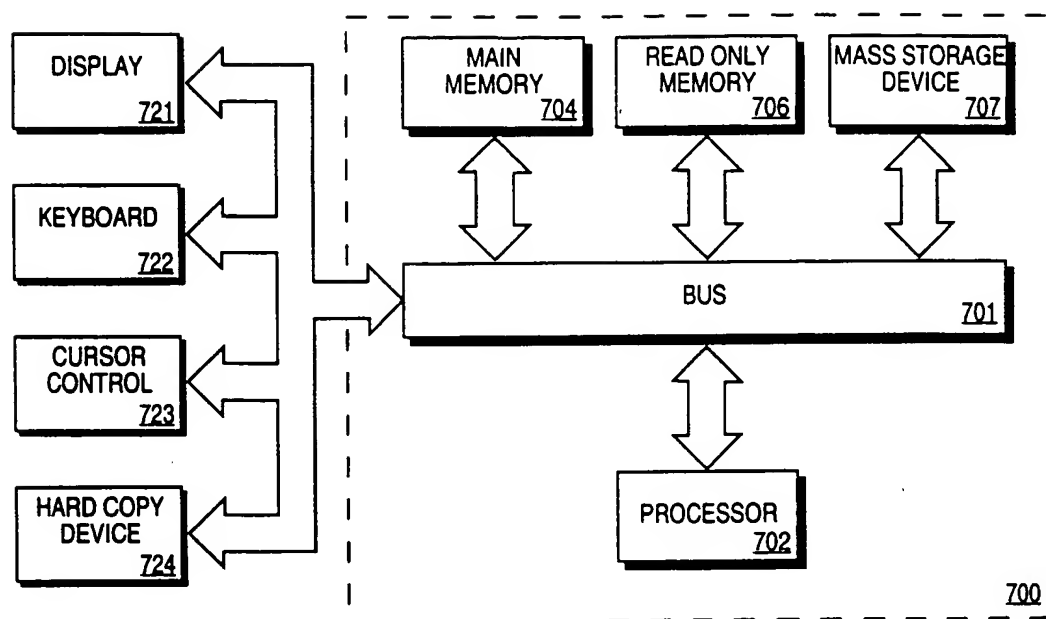 DISPLAY
721
KEYBOARD
722
CURSOR
CONTROL
723
HARD COPY
DEVICE
724
MAIN
MEMORY
704
READ ONLY
MEMORY
706
MASS STORAGE
DEVICE
707
BUS
701
PROCESSOR
702
700